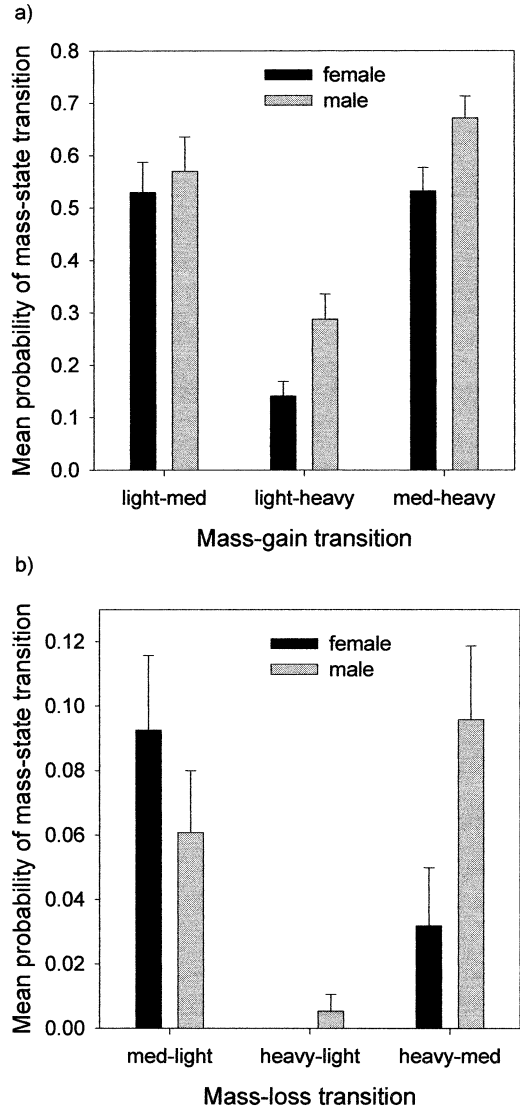 a)
Mean probability of mass-state transition
0.8
0.7
0.6
0.5
0.4
0.3
0.2
0.1
0.0
female
male
light-med light-heavy med-heavy
Mass-gain transition
b)
Mean probability of mass-state transition
0.12
0.10
0.08
0.06
0.04
0.02
0.00
female
male
med-light heavy-light heavy-med
Mass-loss transition